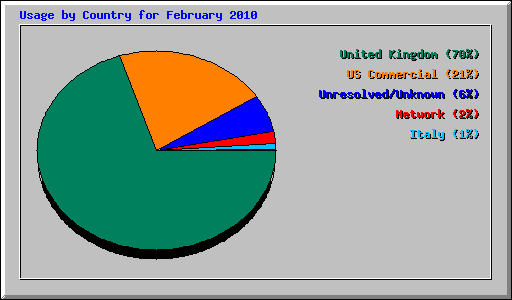 Usage by Country for February 2010
United Kingdom (70%)
US Commercial (21%)
Unresolved/Unknown (6%)
Network (2%)
Italy (1%)